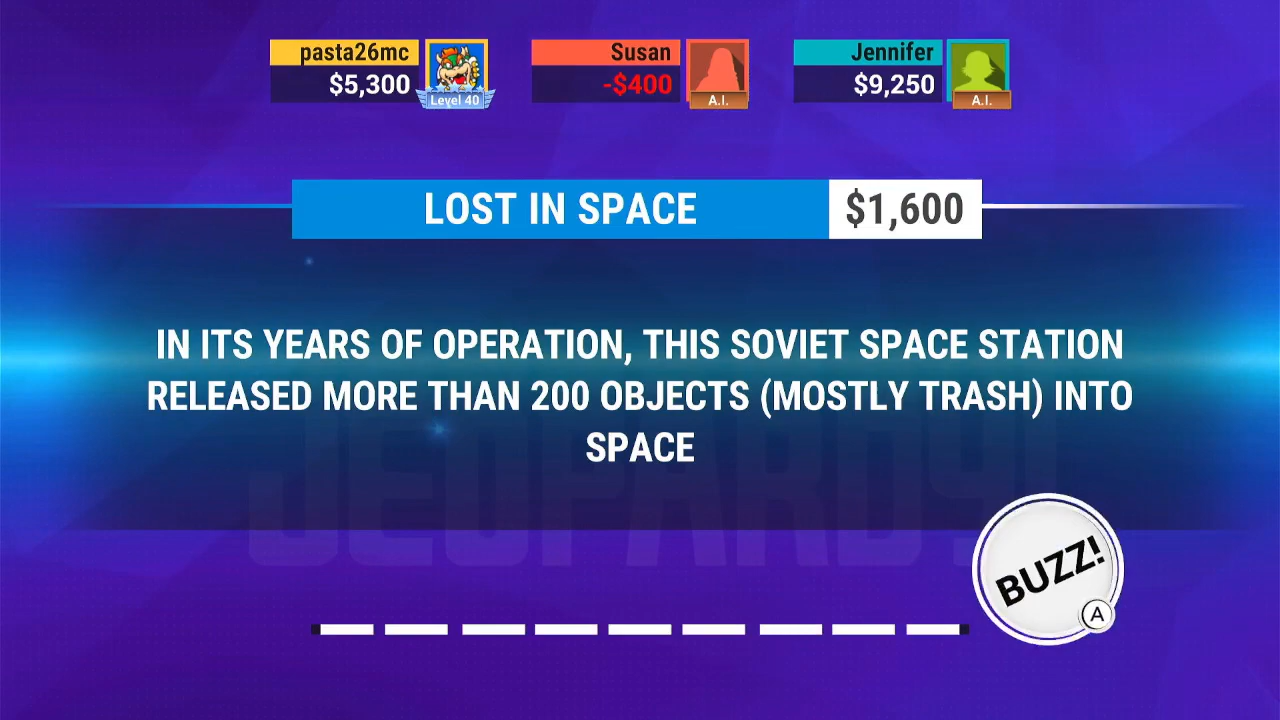 pasta26mc
$5,300
Level 40
Susan
-$400
A.I.
Jennifer
$9,250
A.I.
LOST IN SPACE $1,600
IN ITS YEARS OF OPERATION, THIS SOVIET SPACE STATION
RELEASED MORE THAN 200 OBJECTS (MOSTLY TRASH) INTO
SPACE
JEOPARDY!
BUZZ!
A